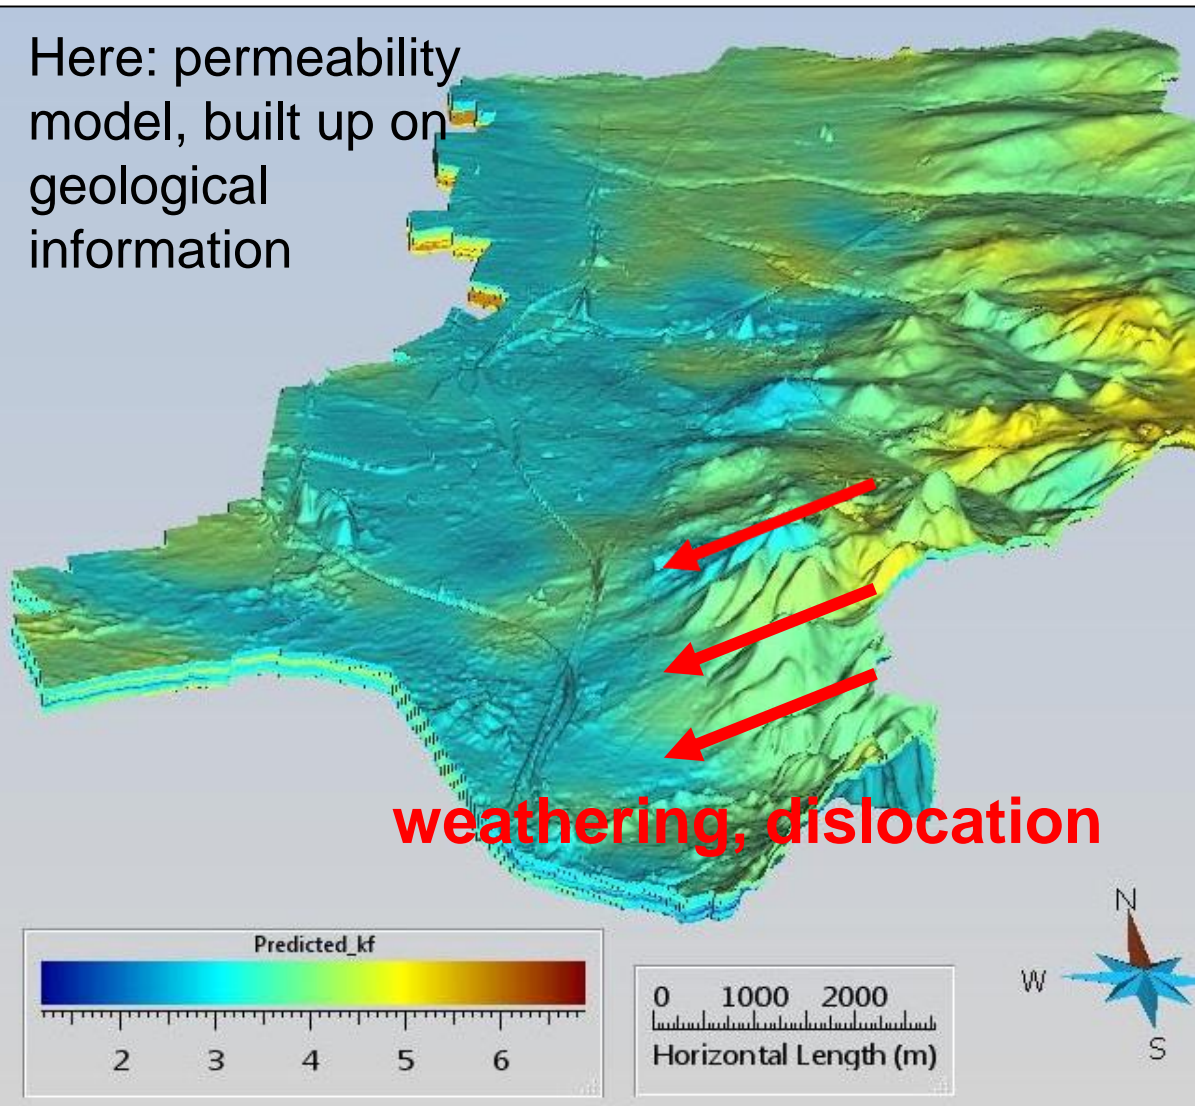 Here: permeability
model, built up on
geological
information
weathering, dislocation
Predicted_kf
2 3 4 5 6
0 1000 2000
Horizontal Length (m)
N
W
S